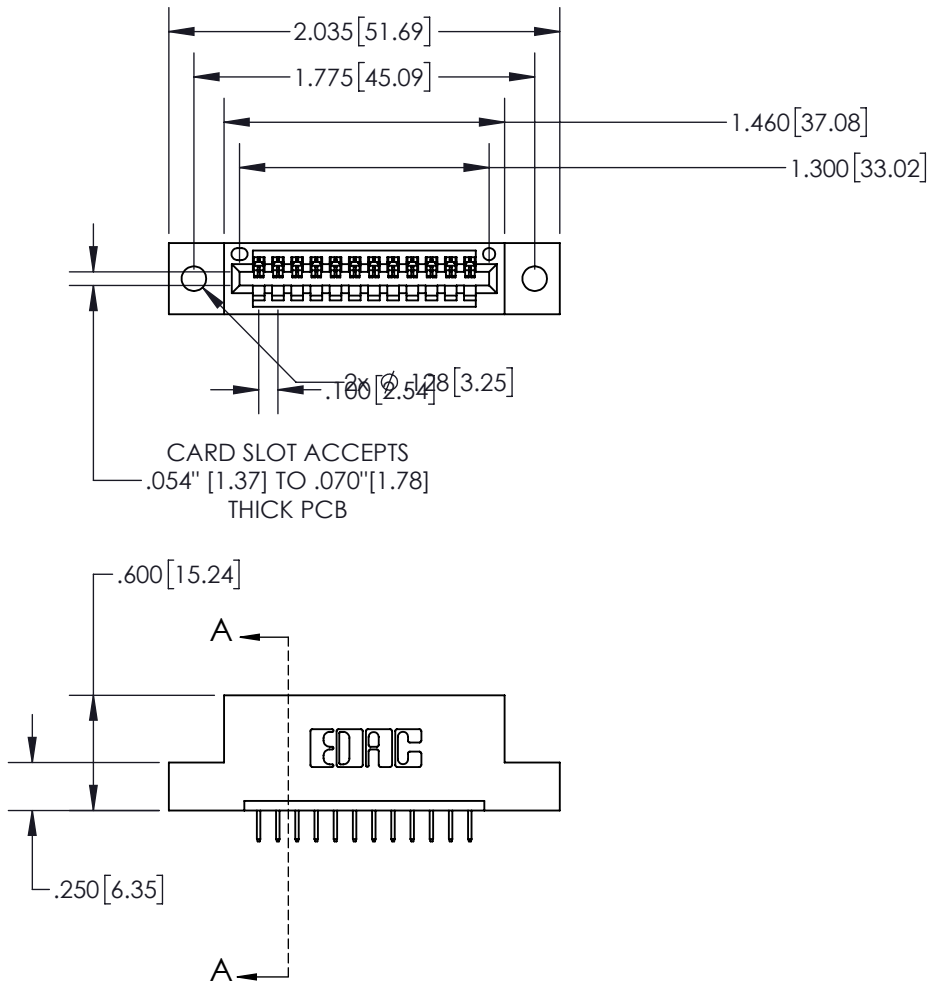 2.035[51.69]
1.775[45.09]
1.460[37.08]
1.300[33.02]
2x Ø .128[3.25]
.100[2.54]
CARD SLOT ACCEPTS
.054" [1.37] TO .070"[1.78]
THICK PCB
.600[15.24]
A
EDAC
.250[6.35]
A